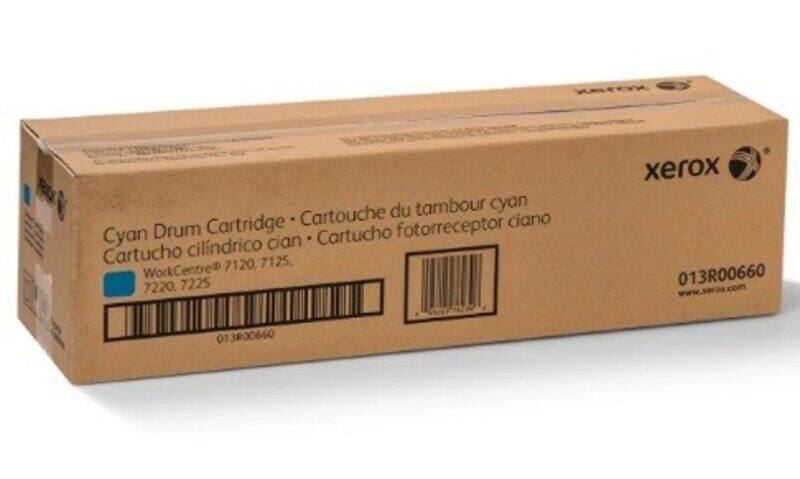 xerox
xerox
Cyan Drum Cartridge • Cartouche du tambour cyan
Cartucho cilíndrico cian • Cartucho fotorreceptor ciano
WorkCentre® 7120, 7125,
7220, 7225
013R00660
013R00660
www.xerox.com